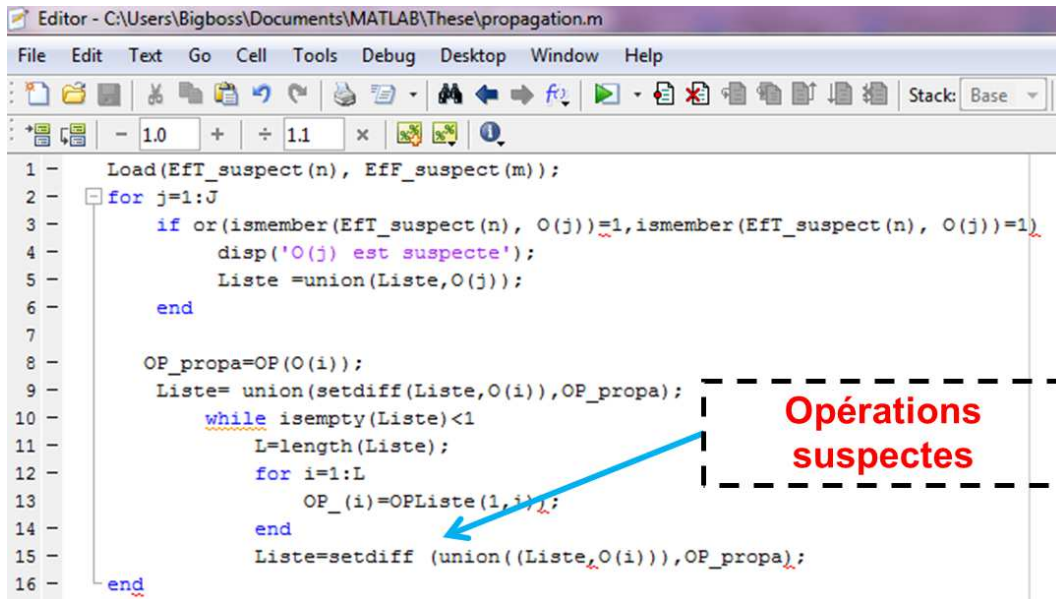 Editor - C:\Users\Bigboss\Documents\MATLAB\These\propagation.m
File Edit Text Go Cell Tools Debug Desktop Window Help
Stack: Base
- 1.0 + ÷ 1.1 ×
1 - Load(EfT_suspect(n), EfF_suspect(m));
2 - for j=1:J
3 - if or(ismember(EfT_suspect(n), O(j))=1,ismember(EfT_suspect(n), O(j))=1)
4 - disp('O(j) est suspecte');
5 - Liste =union(Liste,O(j));
6 - end
7
8 - OP_propa=OP(O(i));
9 - Liste= union(setdiff(Liste,O(i)),OP_propa);
10 - while isempty(Liste)<1
11 - L=length(Liste);
12 - for i=1:L
13 OP_(i)=OPListe(1,i));
14 - end
15 - Liste=setdiff (union((Liste,O(i))),OP_propa);
16 - end
Opérations
suspectes